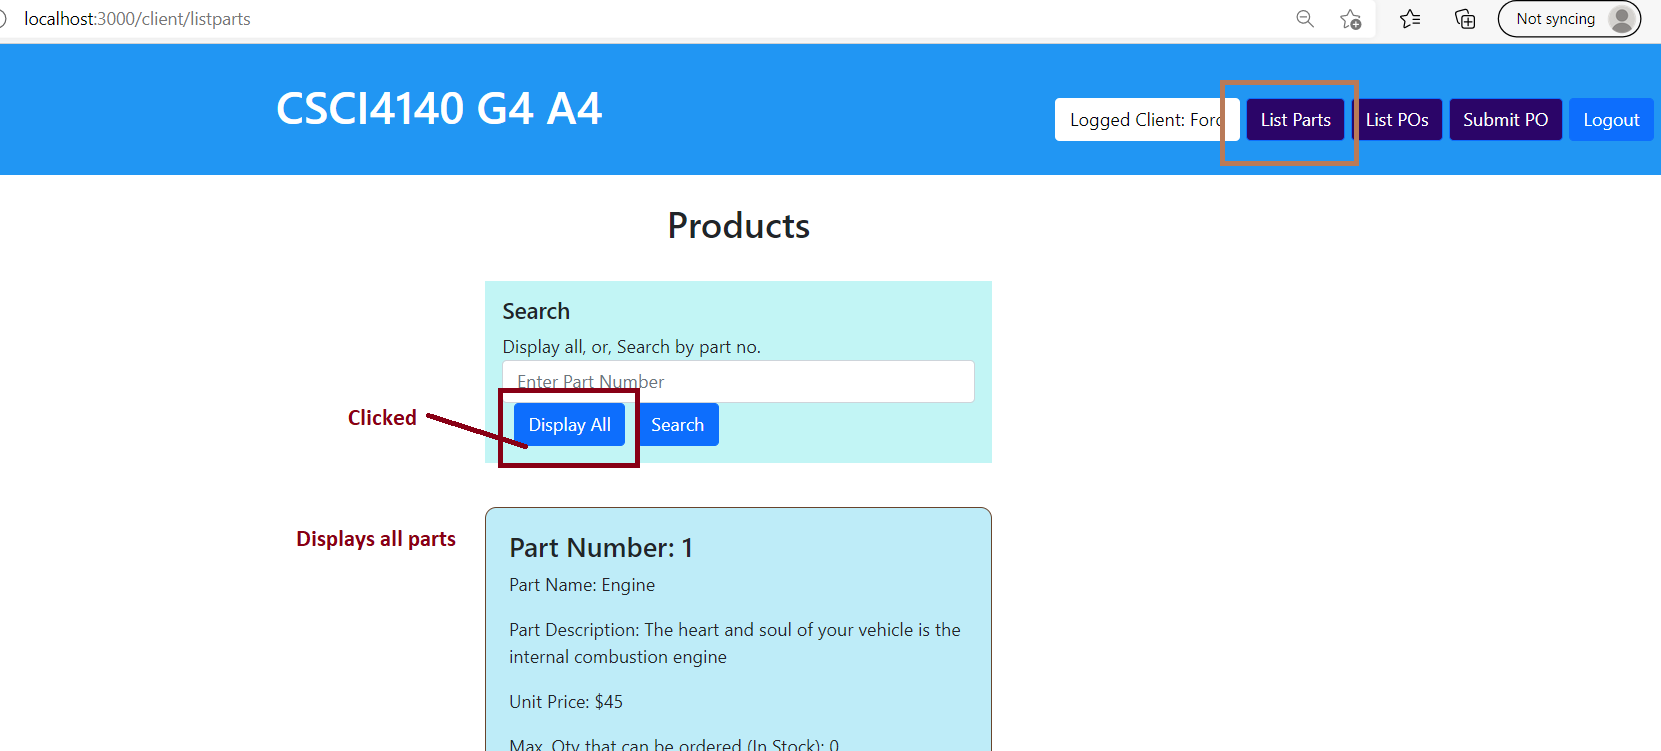 localhost:3000/client/listparts
Not syncing
CSCI4140 G4 A4
Logged Client: Ford
List Parts
List POs
Submit PO
Logout
Products
Search
Display all, or, Search by part no.
Enter Part Number
Clicked
Display All
Search
Displays all parts
Part Number: 1
Part Name: Engine
Part Description: The heart and soul of your vehicle is the
internal combustion engine
Unit Price: $45
Max. Qty that can be ordered (In Stock): 0